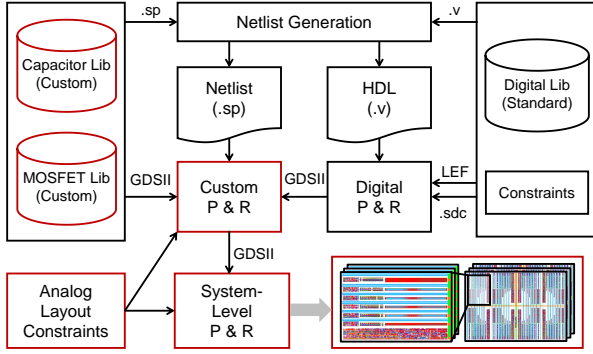 .sp
Netlist Generation
.v
Capacitor Lib
(Custom)
Netlist
(.sp)
HDL
(.v)
Digital Lib
(Standard)
MOSFET Lib
(Custom)
GDSII
Custom
P & R
GDSII
Digital
P & R
LEF
.sdc
Constraints
GDSII
Analog
Layout
Constraints
System-
Level
P & R